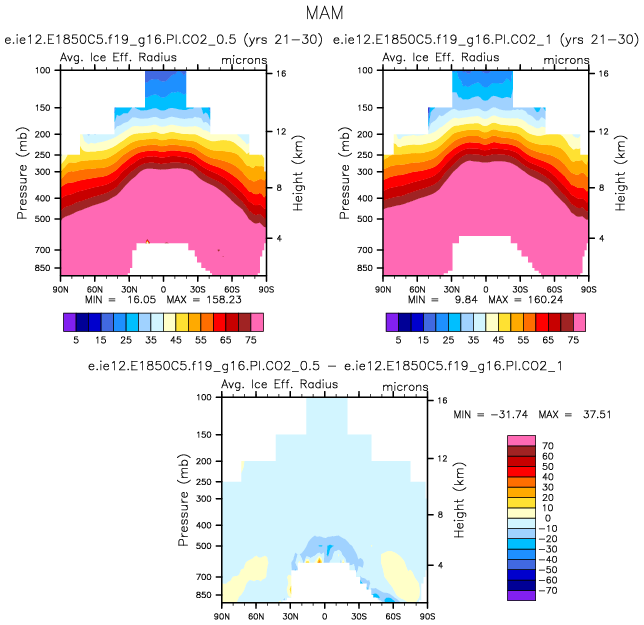 MAM
e.ie12.E1850C5.f19_g16.PI.CO2_0.5 (yrs 21-30)
e.ie12.E1850C5.f19_g16.PI.CO2_1 (yrs 21-30)
Avg. Ice Eff. Radius microns
Avg. Ice Eff. Radius microns
Pressure (mb)
100
150
200
250
300
400
500
700
850
Height (km)
16
12
8
4
90N 60N 30N 0 30S 60S 90S
MIN = 16.05 MAX = 158.23
5 15 25 35 45 55 65 75
Pressure (mb)
100
150
200
250
300
400
500
700
850
Height (km)
16
12
8
4
90N 60N 30N 0 30S 60S 90S
MIN = 9.84 MAX = 160.24
5 15 25 35 45 55 65 75
e.ie12.E1850C5.f19_g16.PI.CO2_0.5 - e.ie12.E1850C5.f19_g16.PI.CO2_1
Avg. Ice Eff. Radius microns
Pressure (mb)
100
150
200
250
300
400
500
700
850
Height (km)
16
12
8
4
90N 60N 30N 0 30S 60S 90S
MIN = -31.74 MAX = 37.51
70
60
50
40
30
20
10
0
-10
-20
-30
-40
-50
-60
-70